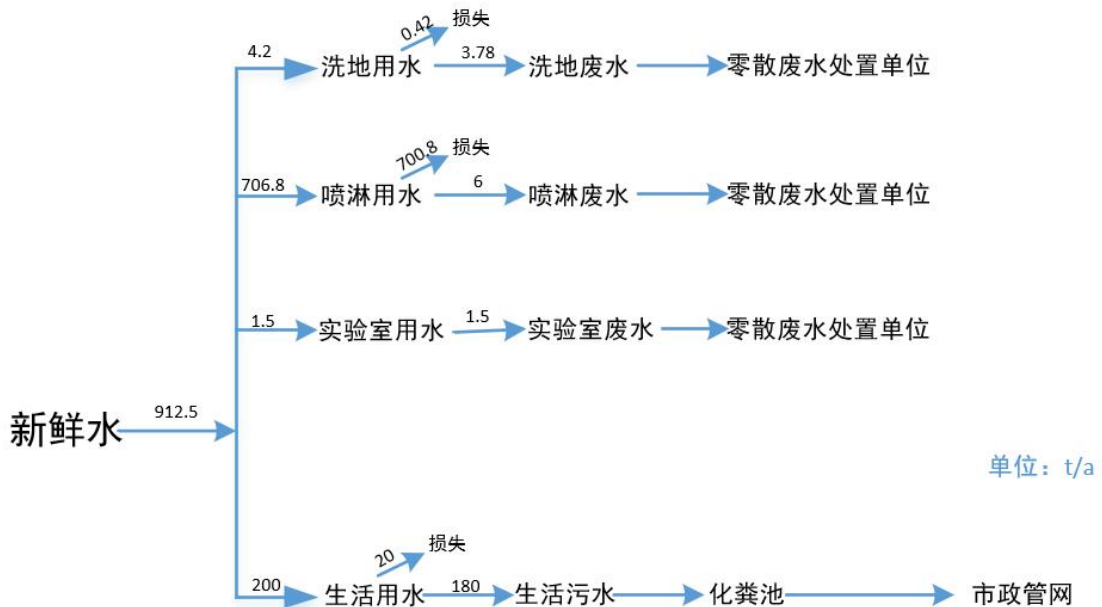 0.42 损失
4.2 洗地用水 3.78 洗地废水 零散废水处置单位
700.8 损失
706.8 喷淋用水 6 喷淋废水 零散废水处置单位
1.5 实验室用水 1.5 实验室废水 零散废水处置单位
新鲜水 912.5
单位：t/a
20 损失
200 生活用水 180 生活污水 化粪池 市政管网